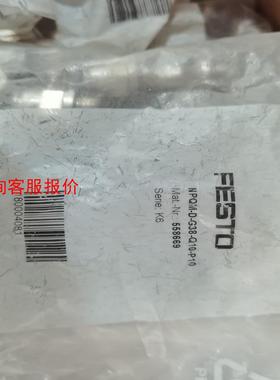 询客服报价
FESTO
NPQM-D-G38-Q10-P10
Mat.-Nr. 558669
Serie: K6